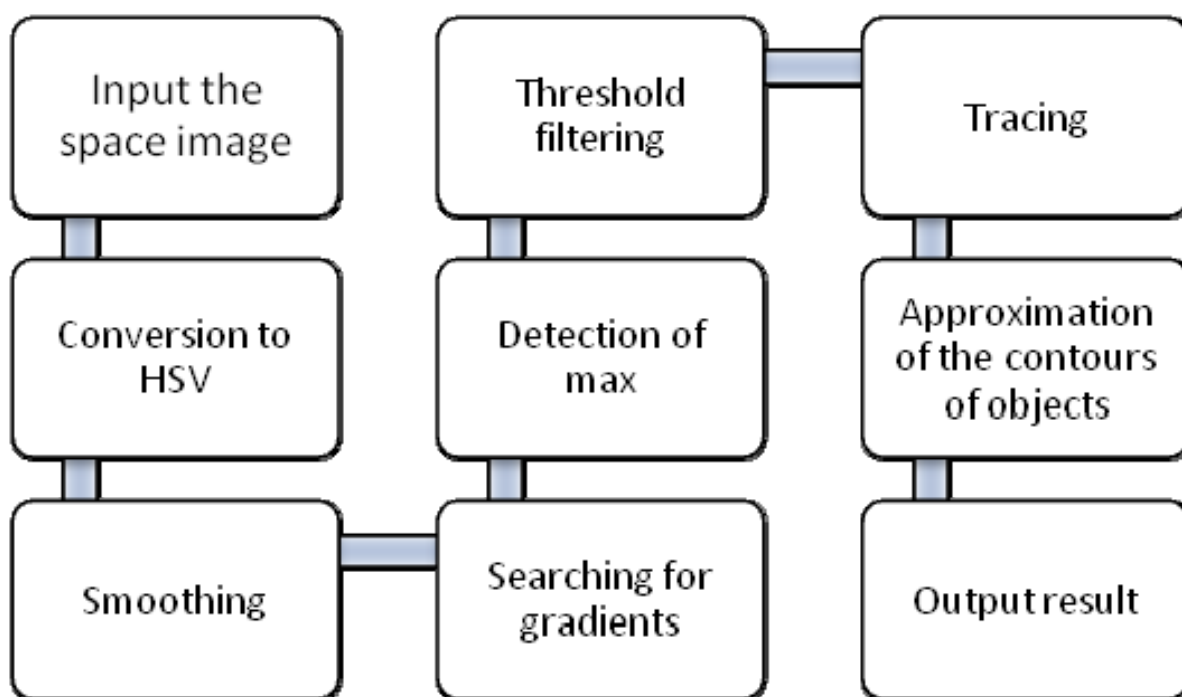 Input the
space image
Conversion to
HSV
Smoothing
Searching for
gradients
Detection of
max
Threshold
filtering
Tracing
Approximation
of the contours
of objects
Output result